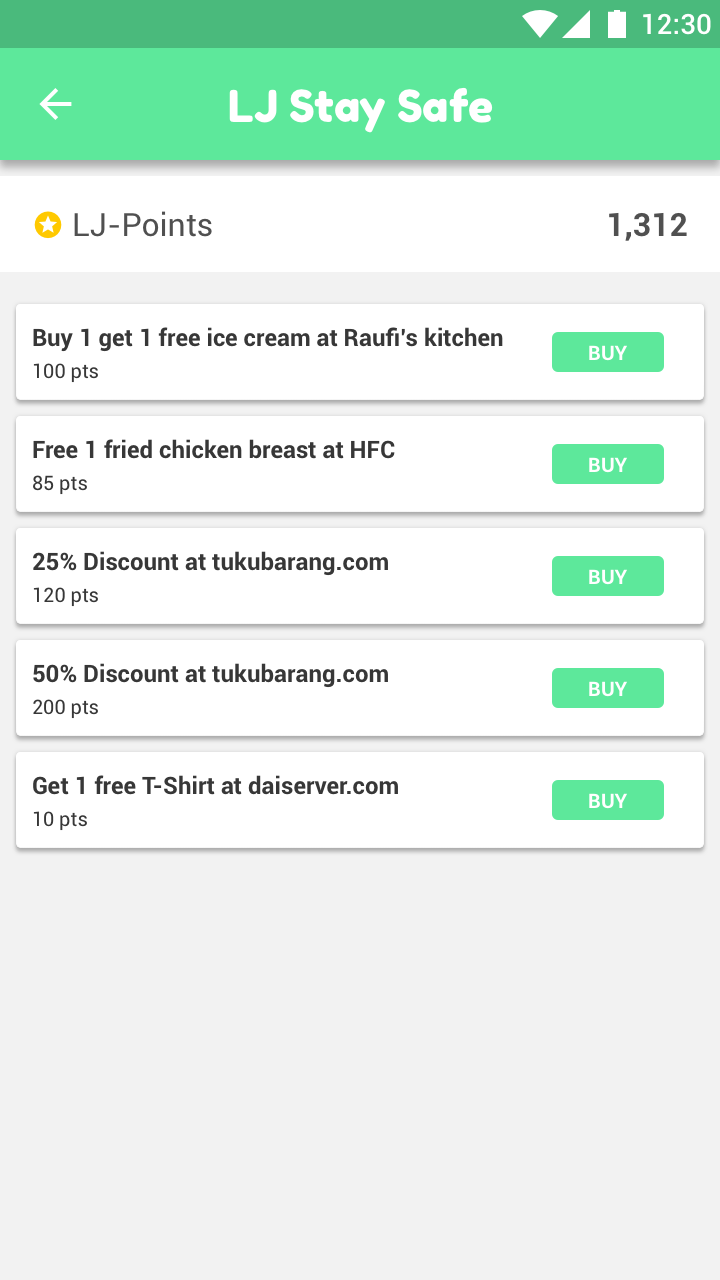 12:30
LJ Stay Safe
LJ-Points
1,312
Buy 1 get 1 free ice cream at Raufi's kitchen
100 pts
BUY
Free 1 fried chicken breast at HFC
85 pts
BUY
25% Discount at tukubarang.com
120 pts
BUY
50% Discount at tukubarang.com
200 pts
BUY
Get 1 free T-Shirt at daiserver.com
10 pts
BUY